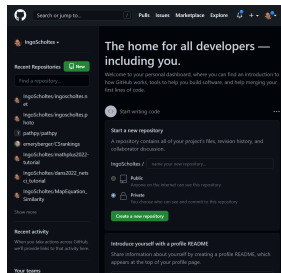 Search or jump to...
/
Pulls Issues Marketplace Explore
IngoScholtes
Recent Repositories
New
Find a repository...
IngoScholtes/ingoscholtes.n
et
IngoScholtes/ingoscholtes.p
hoto
pathpy/pathpy
emeryberger/CSrankings
IngoScholtes/mathplus2022-
tutorial
IngoScholtes/dans2022_nets
ci_tutorial
IngoScholtes/MapEquation_
Similarity
Show more
Recent activity
When you take actions across GitHub,
we'll provide links to that activity here.
Your teams
The home for all developers —
including you.
Welcome to your personal dashboard, where you can find an introduction to
how GitHub works, tools to help you build software, and help merging your
first lines of code.
Start writing code
Start a new repository
A repository contains all of your project's files, revision history, and
collaborator discussion.
IngoScholtes /
name your new repository...
Public
Anyone on the internet can see this repository
Private
You choose who can see and commit to this repository
Create a new repository
Introduce yourself with a profile README
Share information about yourself by creating a profile README, which
appears at the top of your profile page.